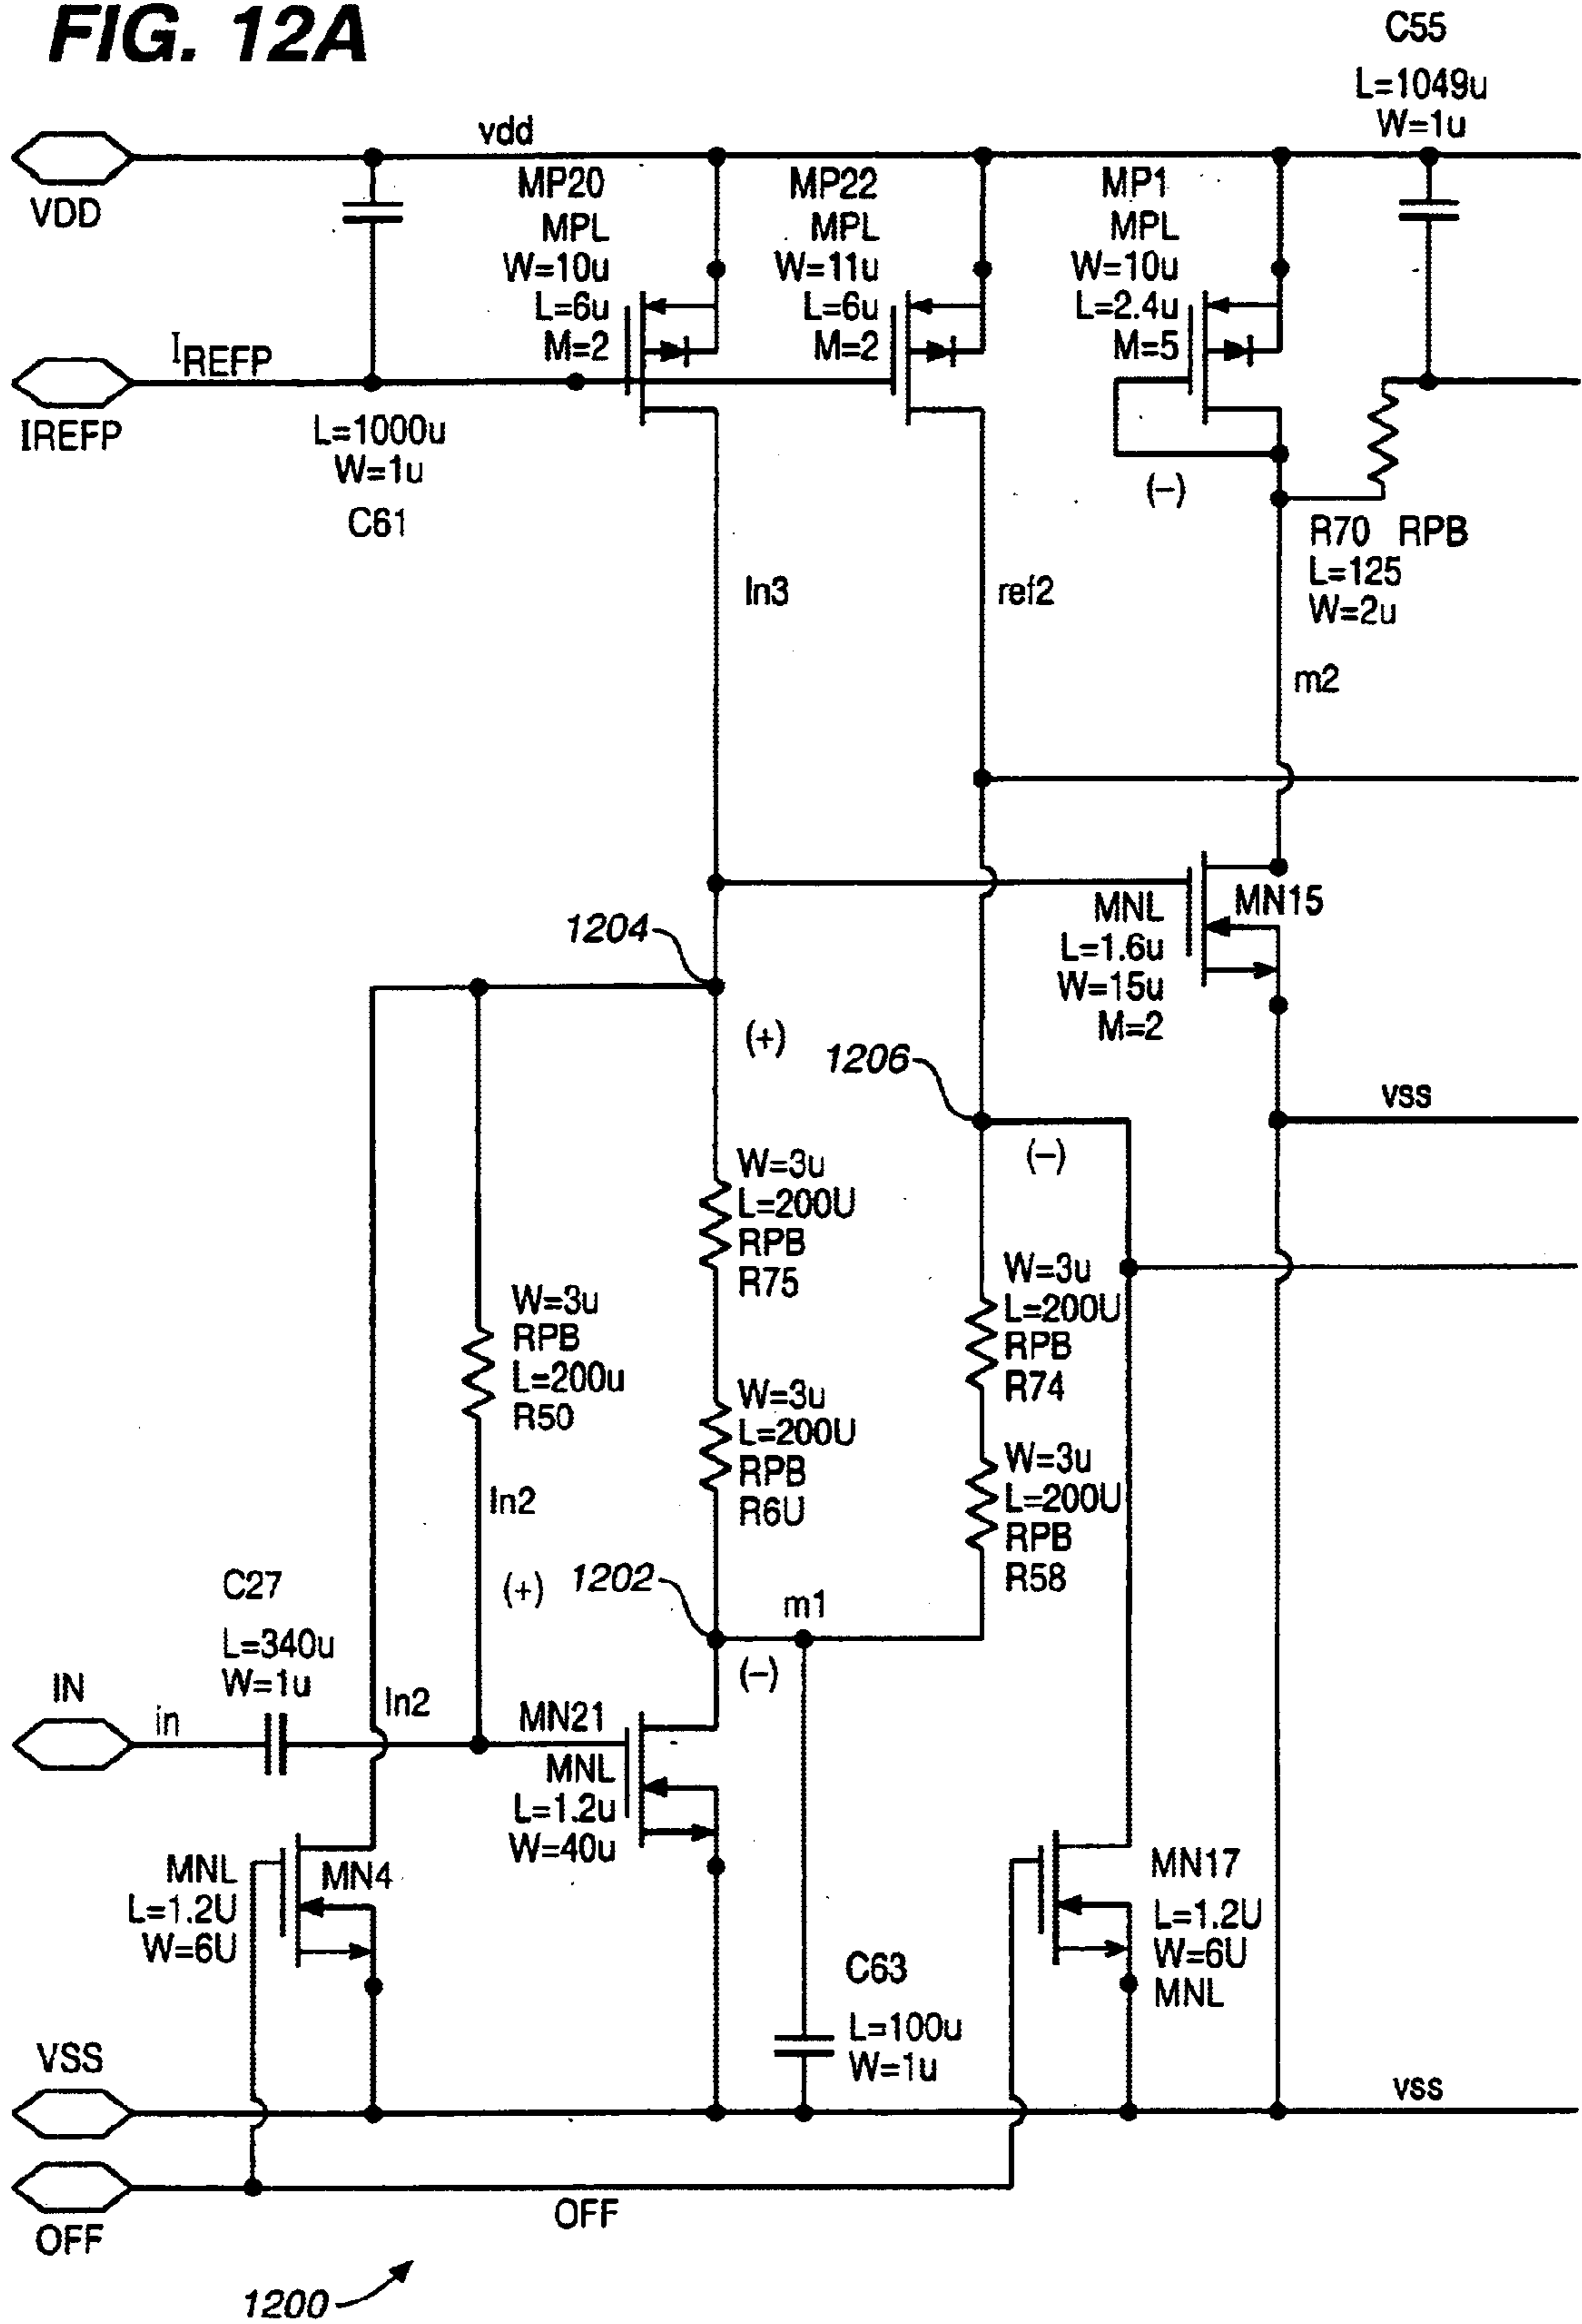 FIG. 12A
C55
L=1049u
W=1u
vdd
VDD
MP20
MPL
W=10u
L=6u
M=2
MP22
MPL
W=11u
L=6u
M=2
MP1
MPL
W=10u
L=2.4u
M=5
IREFP
IREFP
L=1000u
W=1u
C61
(–)
R70 RPB
L=125
W=2u
In3
ref2
m2
1204
MNL
L=1.6u
W=15u
M=2
MN15
(+)
1206
vss
(–)
W=3u
L=200U
RPB
R75
W=3u
L=200U
RPB
R74
W=3u
RPB
L=200u
R50
W=3u
L=200U
RPB
R6U
W=3u
L=200U
RPB
R58
In2
(+)
1202
m1
(–)
C27
L=340u
W=1u
IN
in
In2
MN21
MNL
L=1.2u
W=40u
MNL
L=1.2U
W=6U
MN4
MN17
L=1.2U
W=6U
MNL
C63
L=100u
W=1u
VSS
vss
OFF
OFF
1200